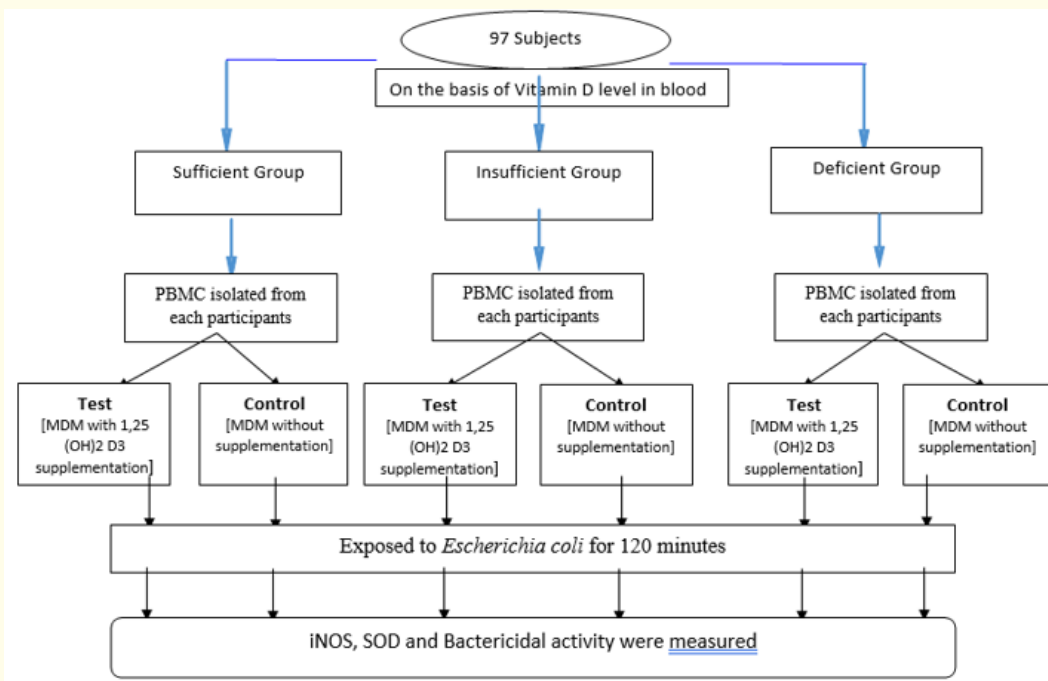 97 Subjects
On the basis of Vitamin D level in blood
Sufficient Group
Insufficient Group
Deficient Group
PBMC isolated from
each participants
PBMC isolated from
each participants
PBMC isolated from
each participants
Test
[MDM with 1,25
(OH)2 D3
supplementation]
Control
[MDM without
supplementation]
Test
[MDM with 1,25
(OH)2 D3
supplementation]
Control
[MDM without
supplementation]
Test
[MDM with 1,25
(OH)2 D3
supplementation]
Control
[MDM without
supplementation]
Exposed to Escherichia coli for 120 minutes
iNOS, SOD and Bactericidal activity were measured